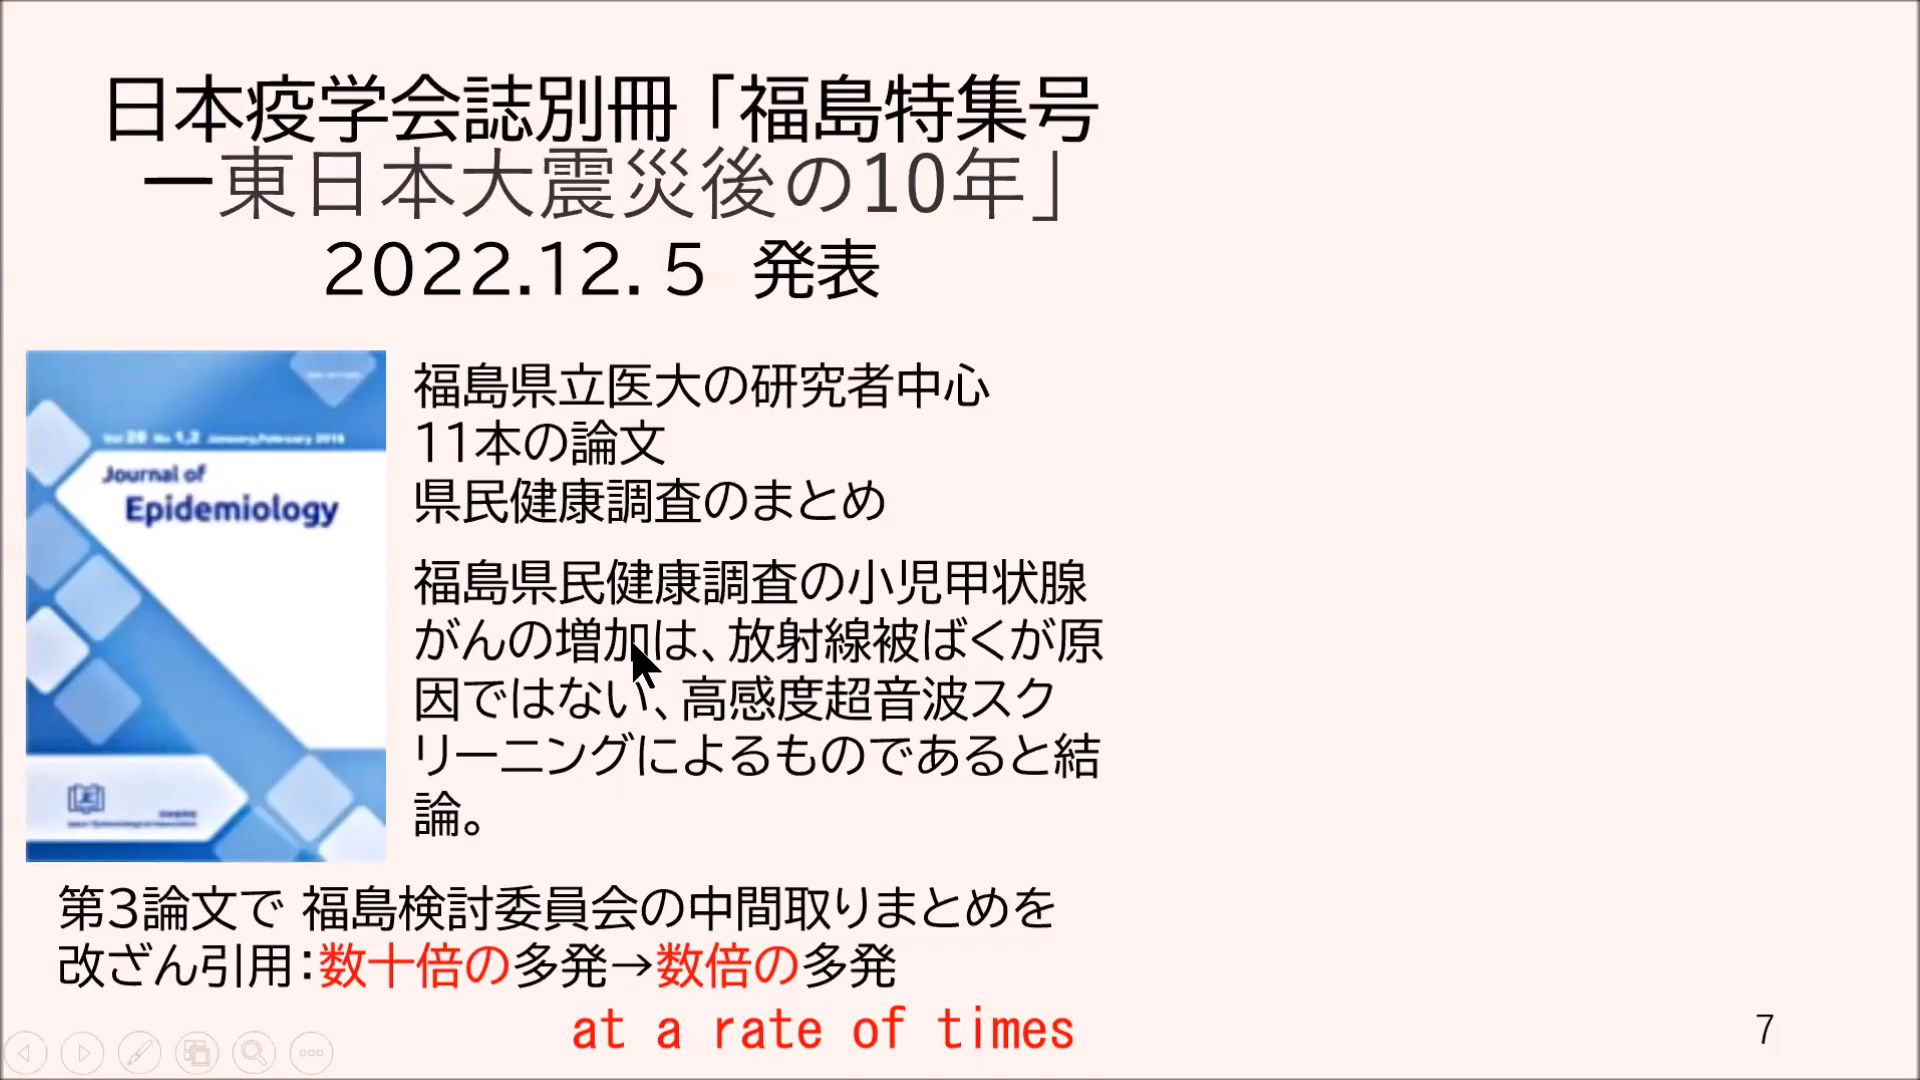 日本疫学会誌別冊「福島特集号
ー東日本大震災後の10年」
2022.12.5 発表
Vol 28 No 1,2 January,February 2018
Journal of
Epidemiology
福島県立医大の研究者中心
11本の論文
県民健康調査のまとめ
福島県民健康調査の小児甲状腺
がんの増加は、放射線被ばくが原
因ではない、高感度超音波スク
リーニングによるものであると結
論。
第3論文で 福島検討委員会の中間取りまとめを
改ざん引用:数十倍の多発→数倍の多発
at a rate of times
7